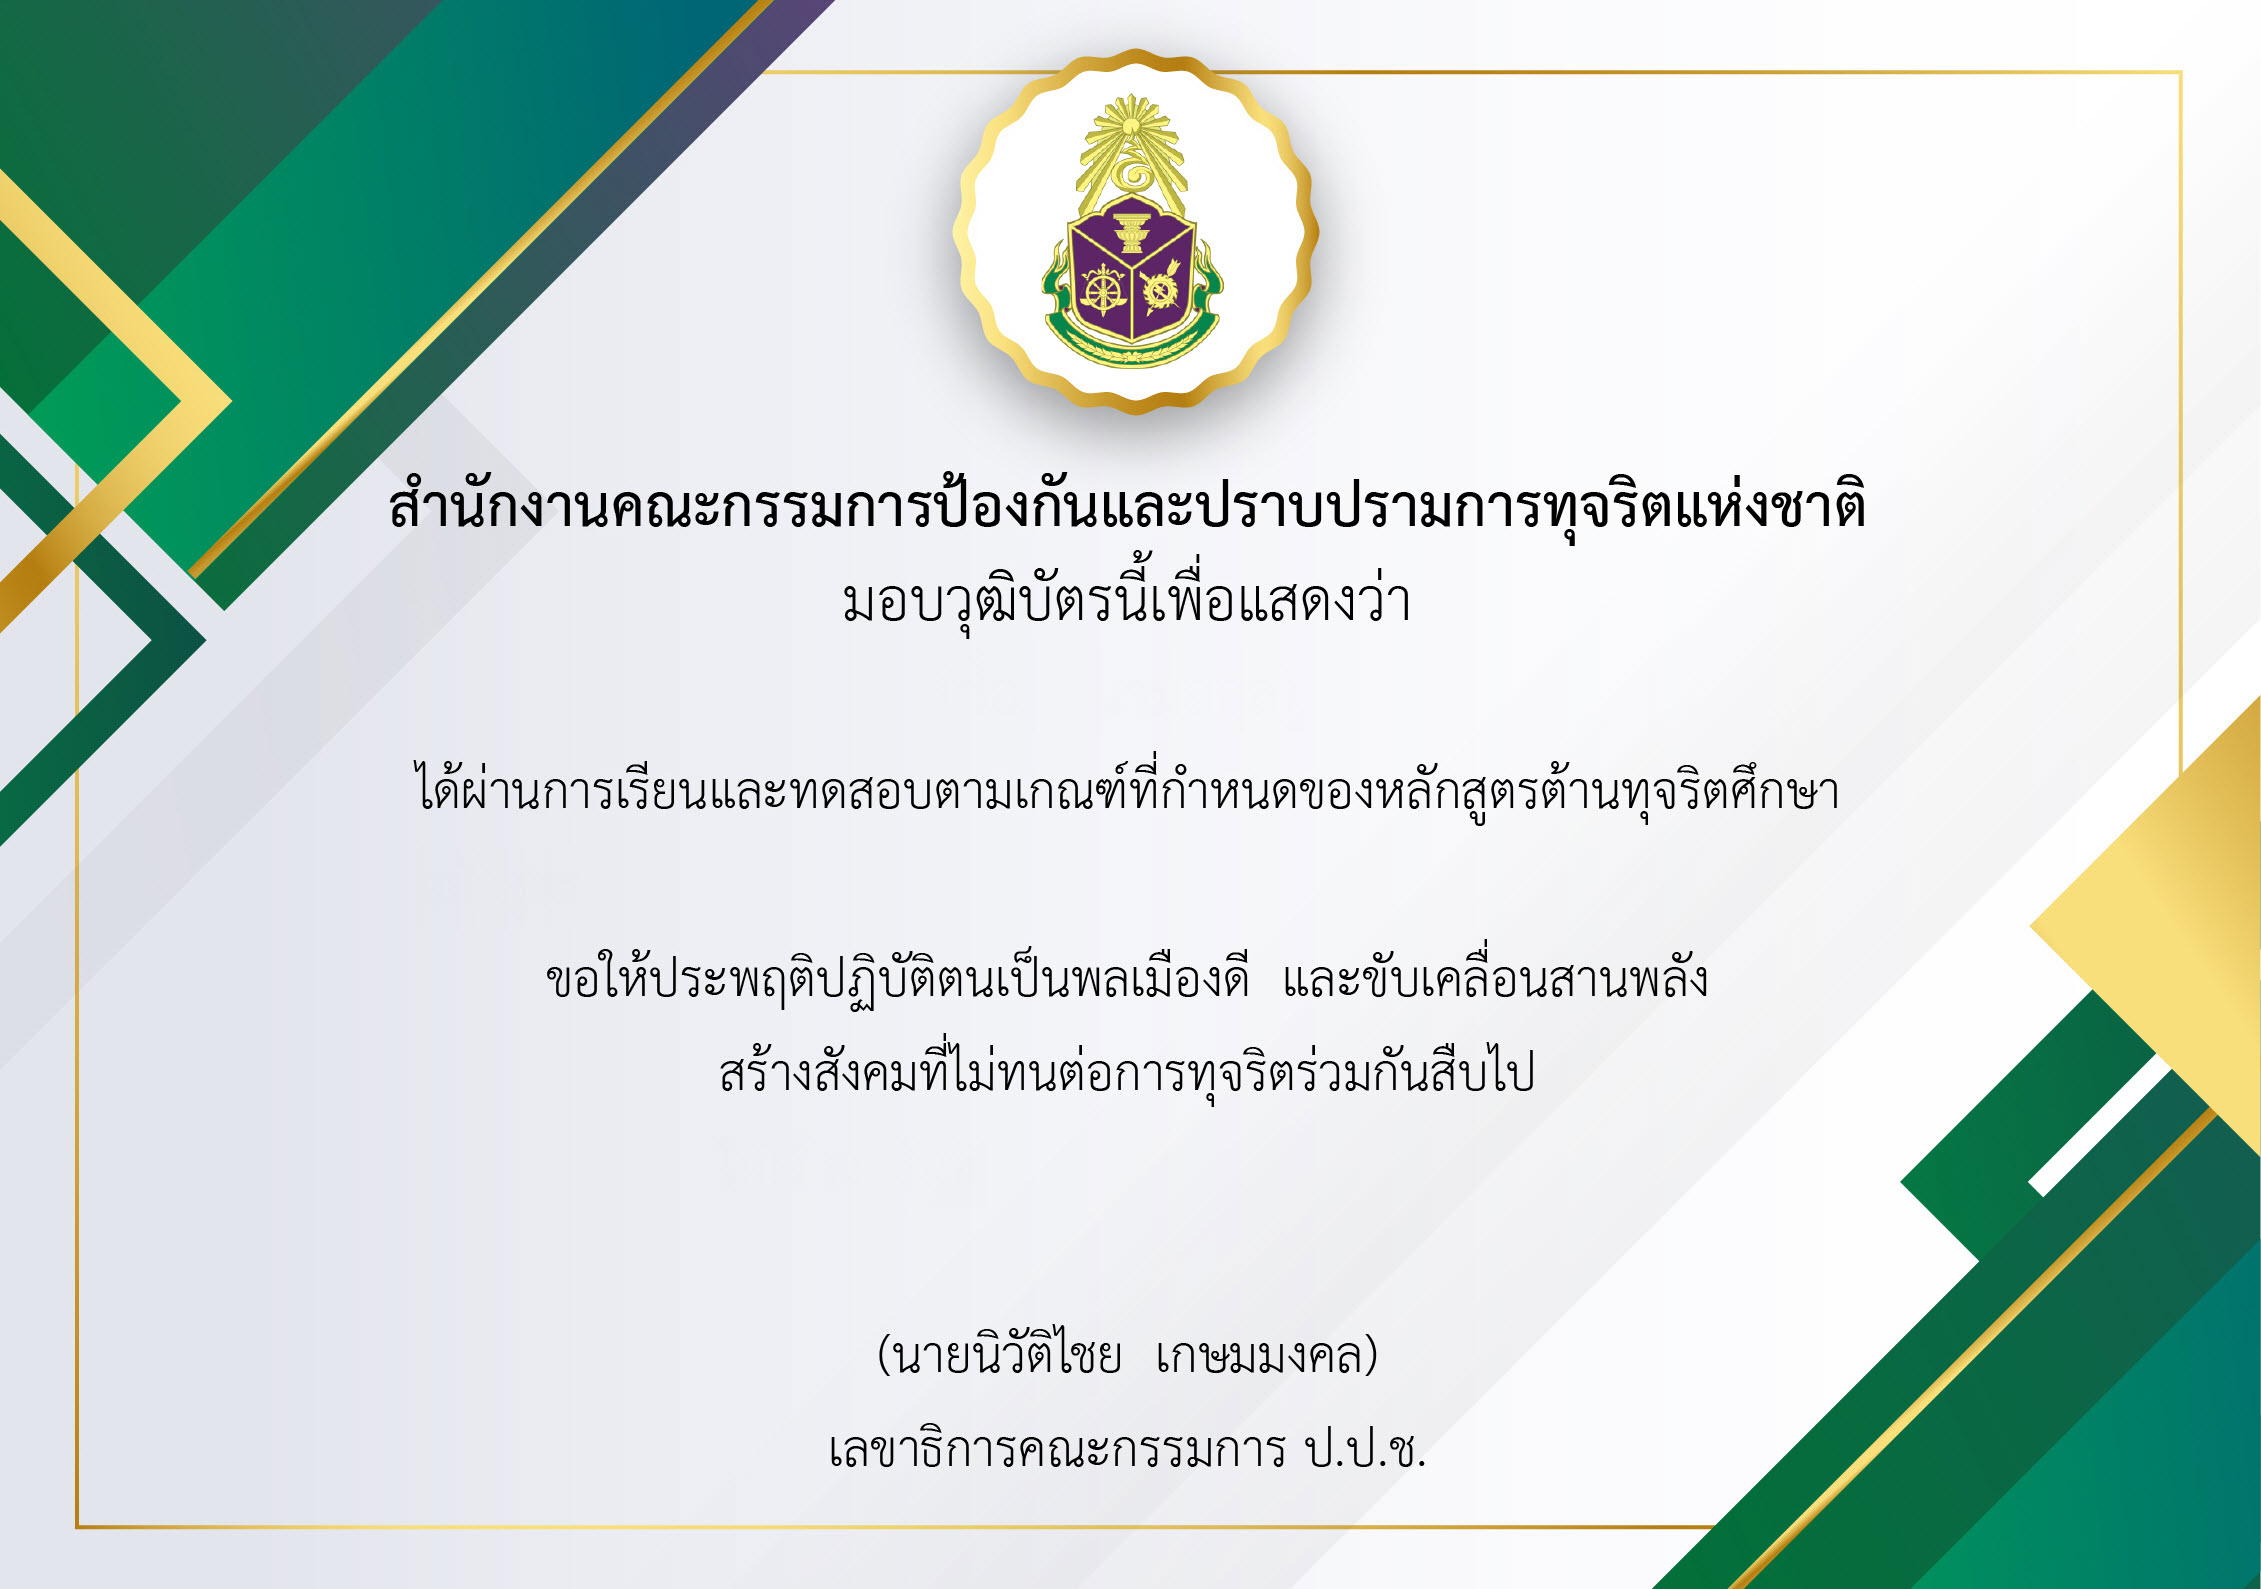 สำนักงานคณะกรรมการป้องกันและปราบปรามการทุจริตแห่งชาติ
มอบวุฒิบัตรนี้เพื่อแสดงว่า
ได้ผ่านการเรียนและทดสอบตามเกณฑ์ที่กำหนดของหลักสูตรต้านทุจริตศึกษา
ขอให้ประพฤติปฏิบัติตนเป็นพลเมืองดี และขับเคลื่อนสานพลัง
สร้างสังคมที่ไม่ทนต่อการทุจริตร่วมกันสืบไป
(นายนิวัติไชย เกษมมงคล)
เลขาธิการคณะกรรมการ ป.ป.ช.